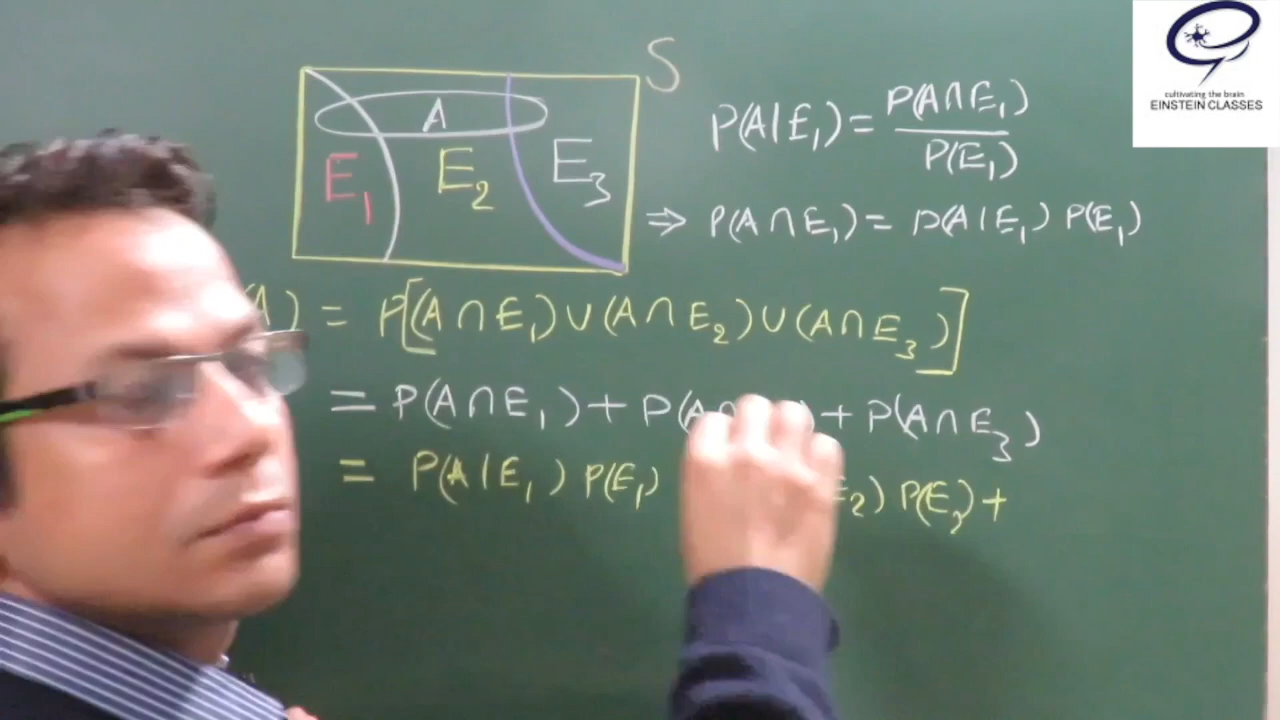 S
A
E₁ E₂ E₃
P(A|E₁) = P(A∩E₁) / P(E₁)
⇒ P(A∩E₁) = P(A|E₁) P(E₁)
A) = P[(A∩E₁)∪(A∩E₂)∪(A∩E₃)]
= P(A∩E₁) + P(A∩ ) + P(A∩E₃)
= P(A|E₁) P(E₁) E₂) P(E₂) +
cultivating the brain
EINSTEIN CLASSES